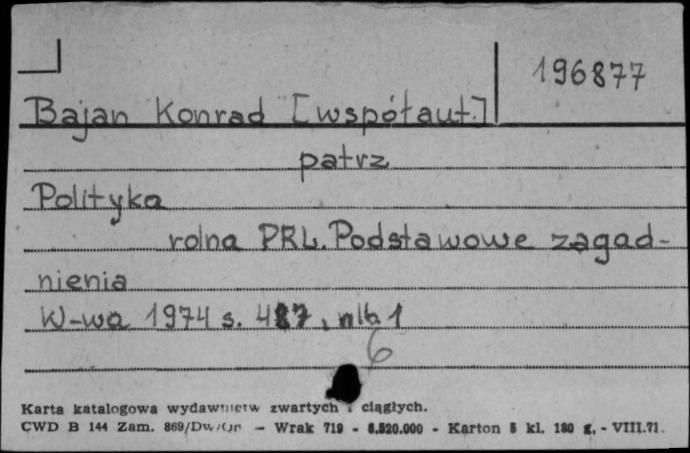 196877
Bajan Konrad [współaut.]
patrz
Polityka
rolna PRL. Podstawowe zagad-
nienia
W-wa 1974 s. 487, nlb 1
6
Karta katalogowa wydawnictw zwartych i ciągłych.
CWD B 144 Zam. 869/Dw/ - Wrak 719 - 8.520.000 - Karton 5 kl. 180 g. - VIII.71.